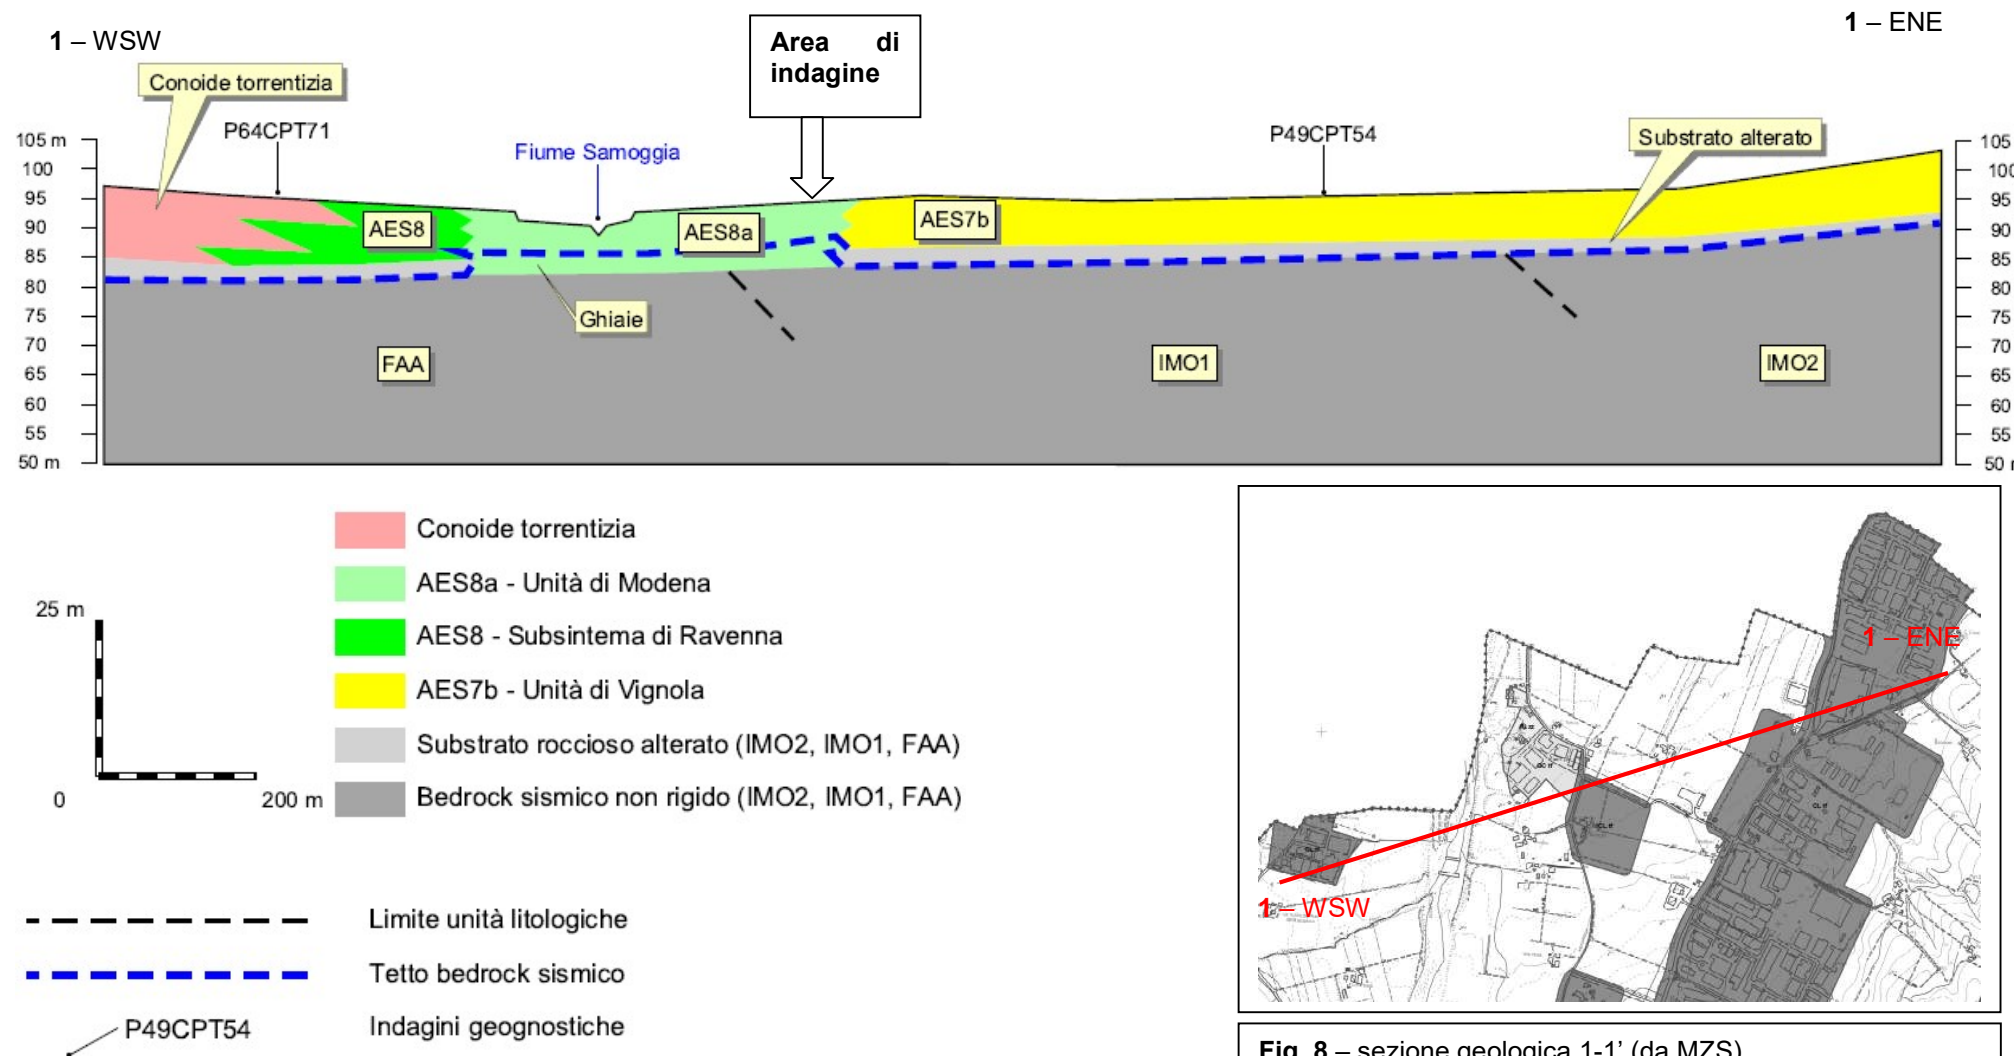 1 – WSW
1 – ENE
Area di
indagine
Conoide torrentizia
P64CPT71
Fiume Samoggia
P49CPT54
Substrato alterato
105 m
100
95
90
85
80
75
70
65
60
55
50 m
105
100
95
90
85
80
75
70
65
60
55
50
AES8
AES8a
AES7b
Ghiaie
FAA
IMO1
IMO2
Conoide torrentizia
AES8a - Unità di Modena
AES8 - Subsintema di Ravenna
AES7b - Unità di Vignola
Substrato roccioso alterato (IMO2, IMO1, FAA)
Bedrock sismico non rigido (IMO2, IMO1, FAA)
25 m
0
200 m
Limite unità litologiche
Tetto bedrock sismico
P49CPT54
Indagini geognostiche
1 – ENE
1 – WSW
Fig. 8 – sezione geologica 1-1' (da MZS)